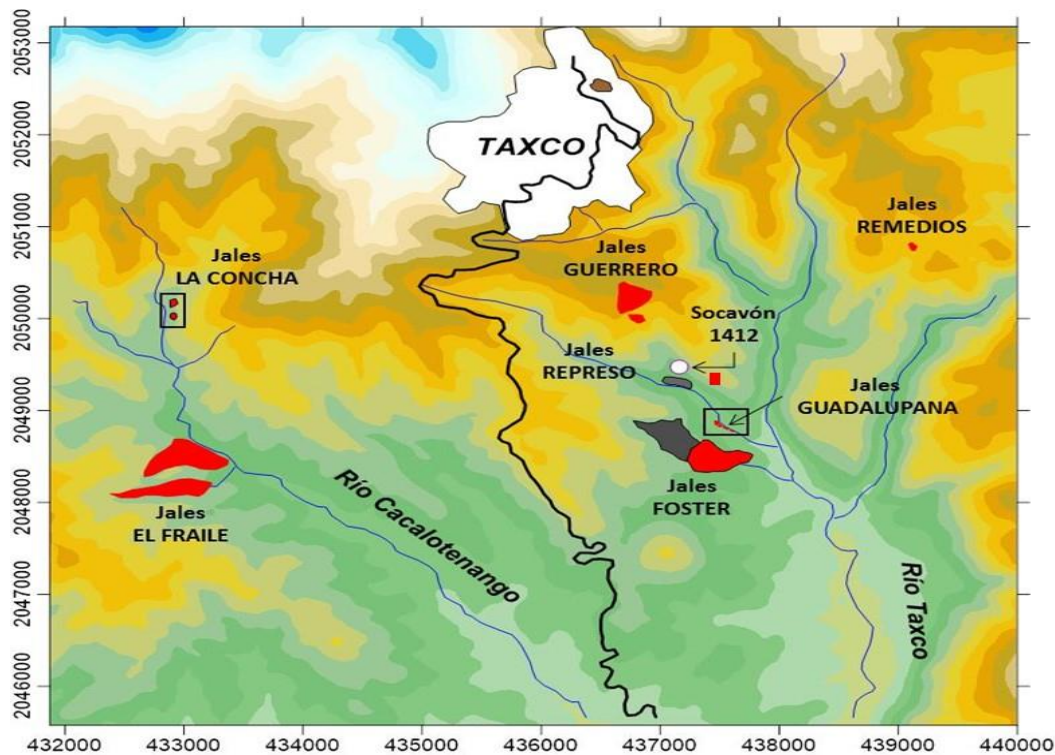 2053000
2052000
2051000
2050000
2049000
2048000
2047000
2046000
TAXCO
Jales
REMEDIOS
Jales
LA CONCHA
Jales
GUERRERO
Socavón
1412
Jales
REPRESO
Jales
GUADALUPANA
Jales
FOSTER
Jales
EL FRAILE
Río Cacalotenango
Río Taxco
432000 433000 434000 435000 436000 437000 438000 439000 440000